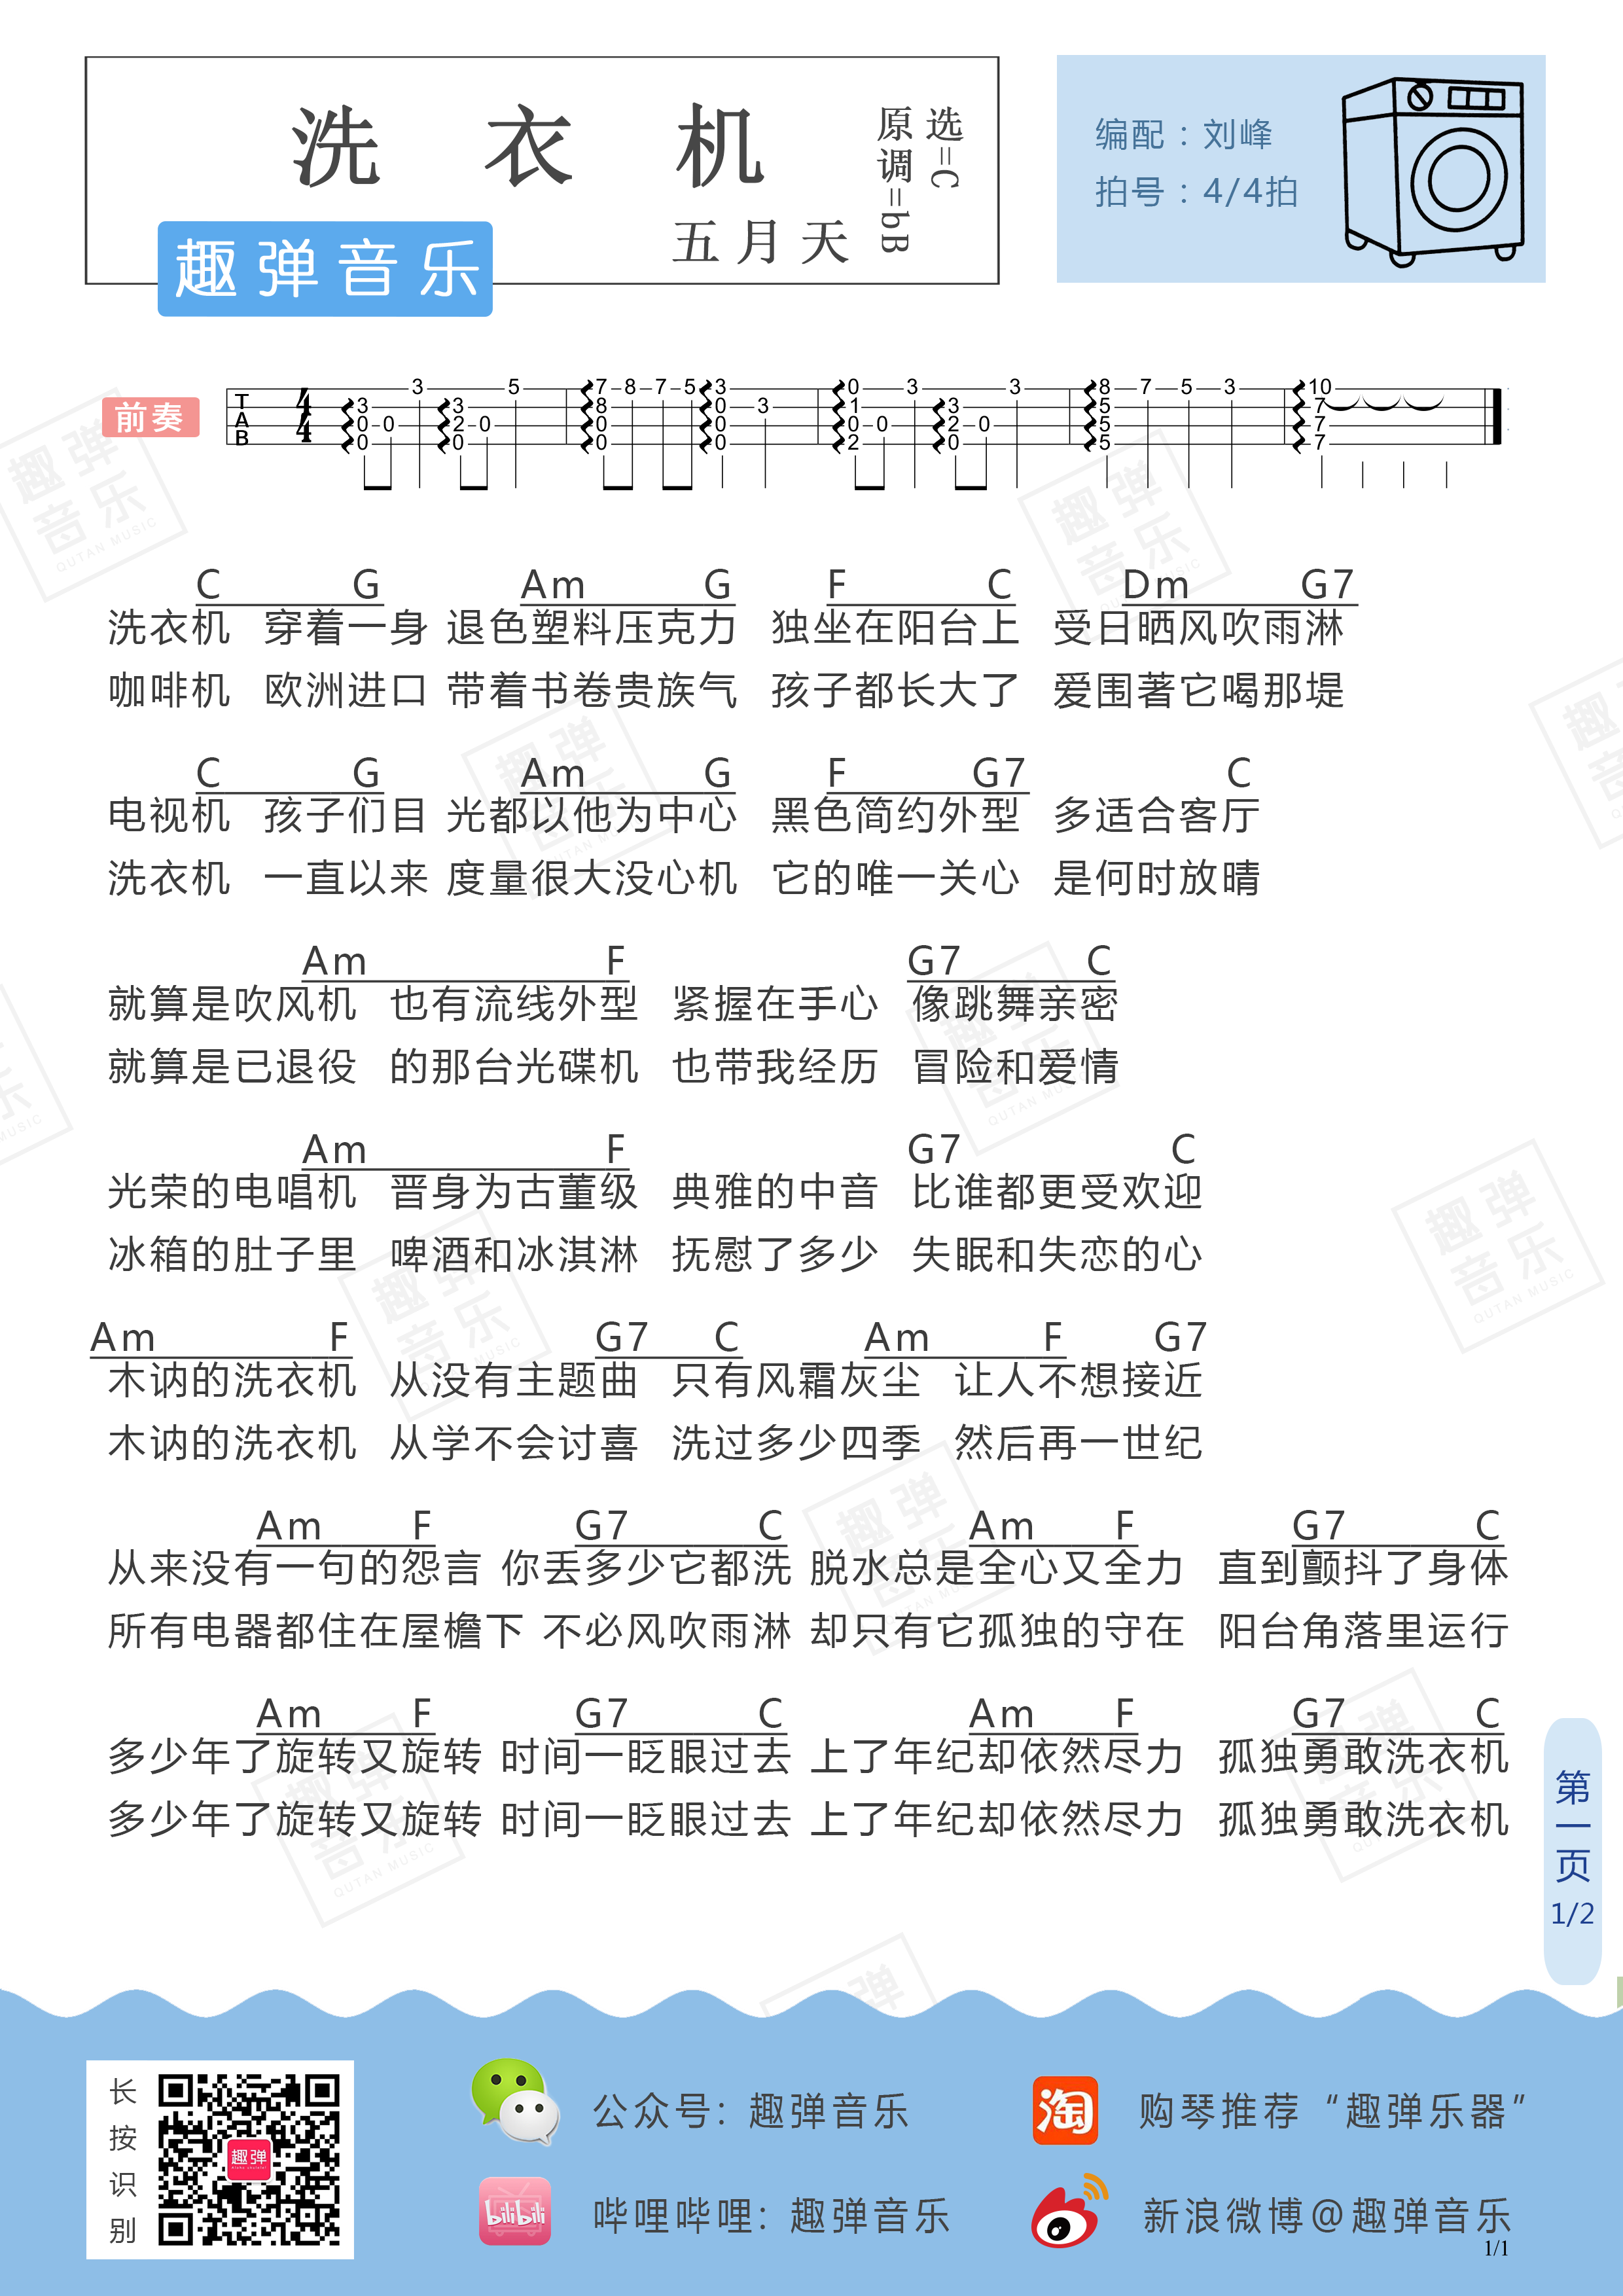 洗 衣 机
五月天
原调=bB
选=C
趣弹音乐
编配：刘峰
拍号：4/4拍
前奏
T
A
B
4
4
3 5 7 8 7 5 3 0 3 3 8 7 5 3 10
3 3 8 0 3 1 3 5 7
0 0 2 0 0 0 0 0 2 0 5 7
0 0 0 0 2 0 5 7
C G Am G F C Dm G7
洗衣机 穿着一身 退色塑料压克力 独坐在阳台上 受日晒风吹雨淋
咖啡机 欧洲进口 带着书卷贵族气 孩子都长大了 爱围著它喝那堤
C G Am G F G7 C
电视机 孩子们目 光都以他为中心 黑色简约外型 多适合客厅
洗衣机 一直以来 度量很大没心机 它的唯一关心 是何时放晴
Am F G7 C
就算是吹风机 也有流线外型 紧握在手心 像跳舞亲密
就算是已退役 的那台光碟机 也带我经历 冒险和爱情
Am F G7 C
光荣的电唱机 晋身为古董级 典雅的中音 比谁都更受欢迎
冰箱的肚子里 啤酒和冰淇淋 抚慰了多少 失眠和失恋的心
Am F G7 C Am F G7
木讷的洗衣机 从没有主题曲 只有风霜灰尘 让人不想接近
木讷的洗衣机 从学不会讨喜 洗过多少四季 然后再一世纪
Am F G7 C Am F G7 C
从来没有一句的怨言 你丢多少它都洗 脱水总是全心又全力 直到颤抖了身体
所有电器都住在屋檐下 不必风吹雨淋 却只有它孤独的守在 阳台角落里运行
Am F G7 C Am F G7 C
多少年了旋转又旋转 时间一眨眼过去 上了年纪却依然尽力 孤独勇敢洗衣机
多少年了旋转又旋转 时间一眨眼过去 上了年纪却依然尽力 孤独勇敢洗衣机
第一页
1/2
长按识别
趣弹
公众号：趣弹音乐
淘
购琴推荐“趣弹乐器”
bilibili
哔哩哔哩：趣弹音乐
新浪微博@趣弹音乐
1/1
趣弹
音乐
QUTAN MUSIC